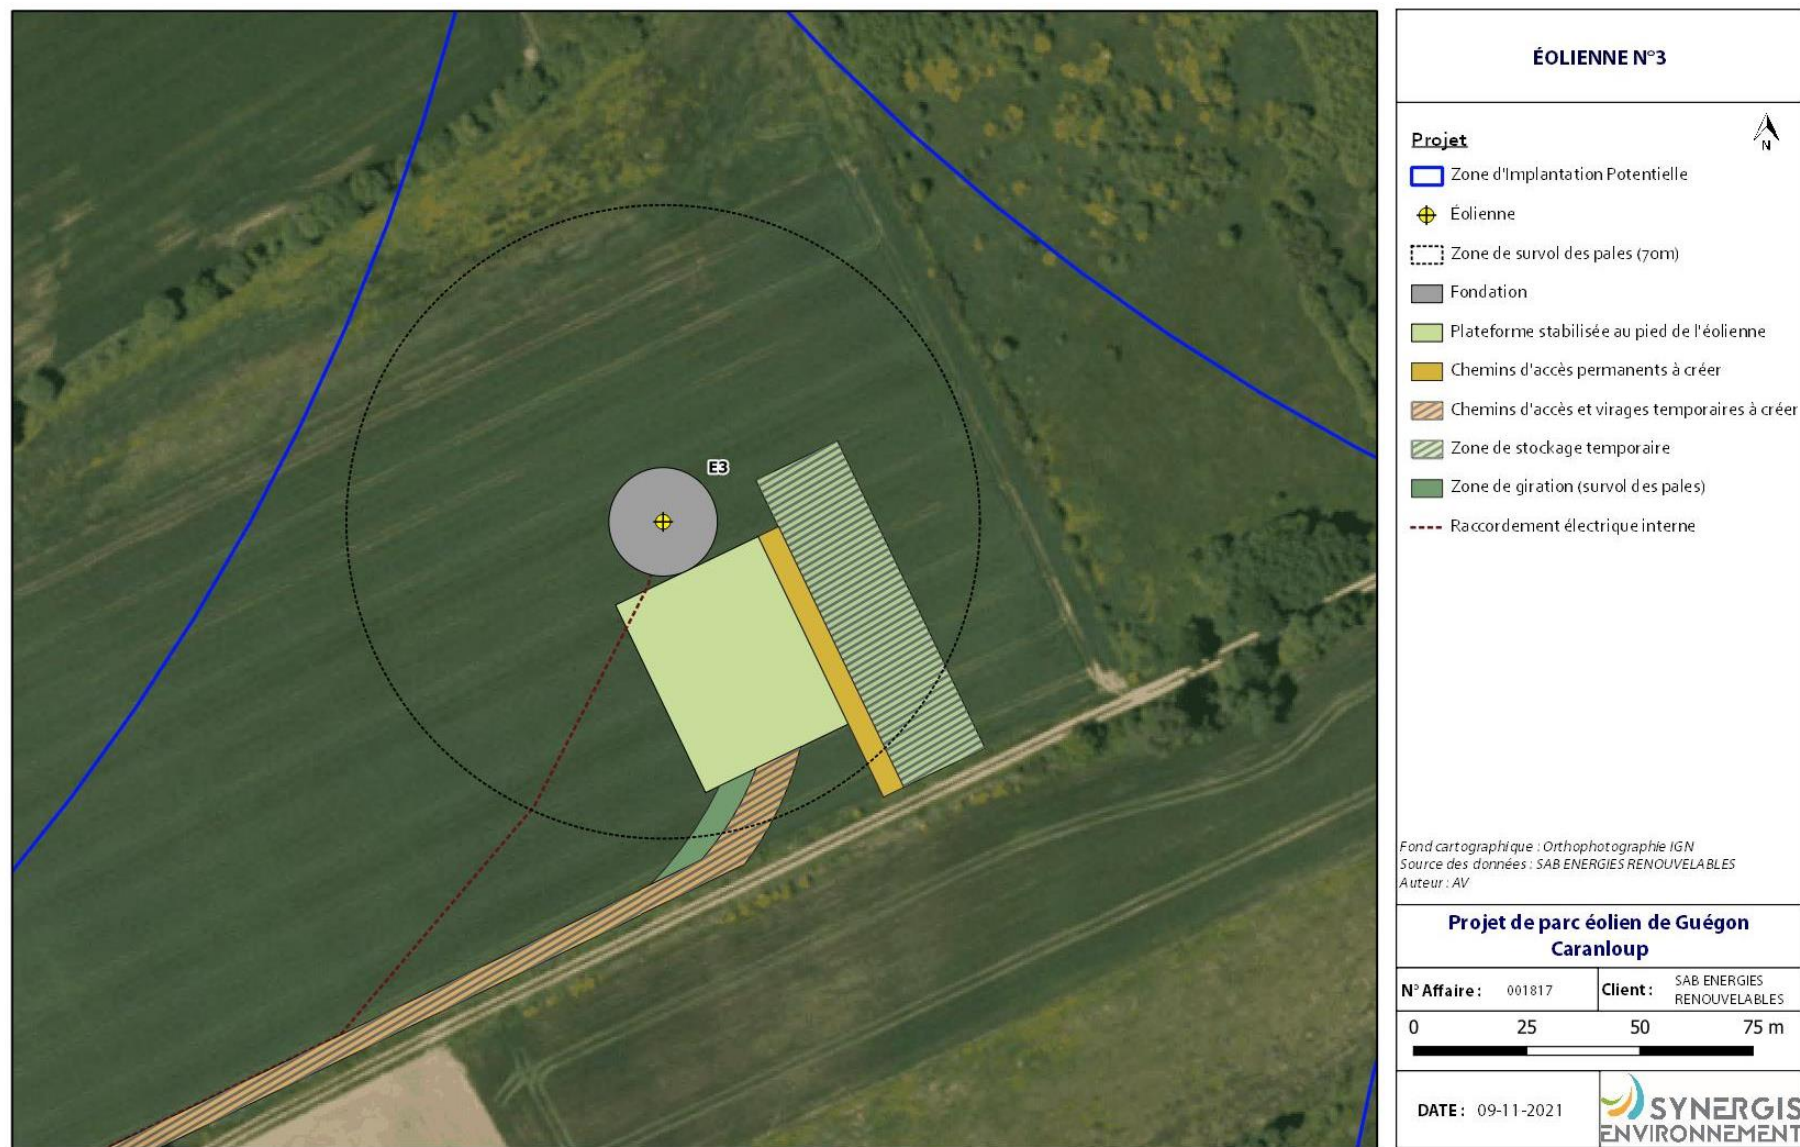 ÉOLIENNE N°3
Projet
N
Zone d'Implantation Potentielle
Éolienne
Zone de survol des pales (70m)
Fondation
Plateforme stabilisée au pied de l'éolienne
Chemins d'accès permanents à créer
Chemins d'accès et virages temporaires à créer
Zone de stockage temporaire
Zone de giration (survol des pales)
Raccordement électrique interne
E3
Fond cartographique : Orthophotographie IGN
Source des données : SAB ENERGIES RENOUVELABLES
Auteur : AV
Projet de parc éolien de Guégon
Caranloup
N° Affaire : 001817
Client : SAB ENERGIES
RENOUVELABLES
0 25 50 75 m
DATE : 09-11-2021
SYNERGIS
ENVIRONNEMENT